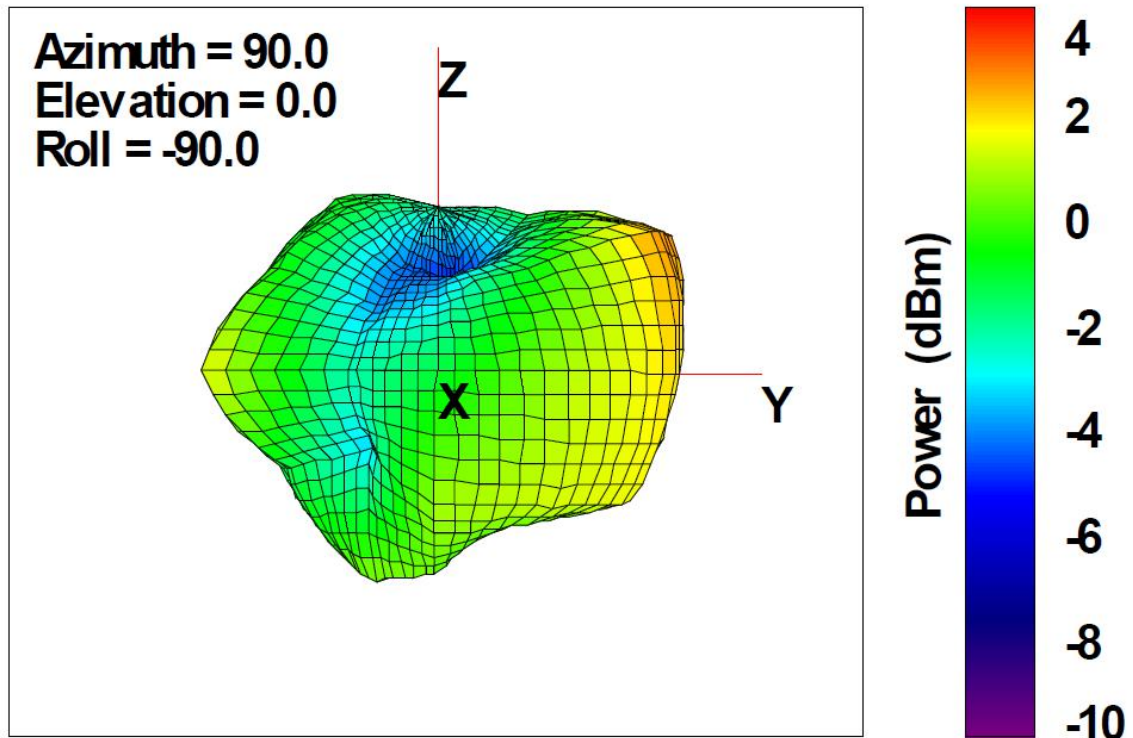 Azimuth = 90.0
Elevation = 0.0
Roll = -90.0
Z
X
Y
Power (dBm)
4
2
0
-2
-4
-6
-8
-10